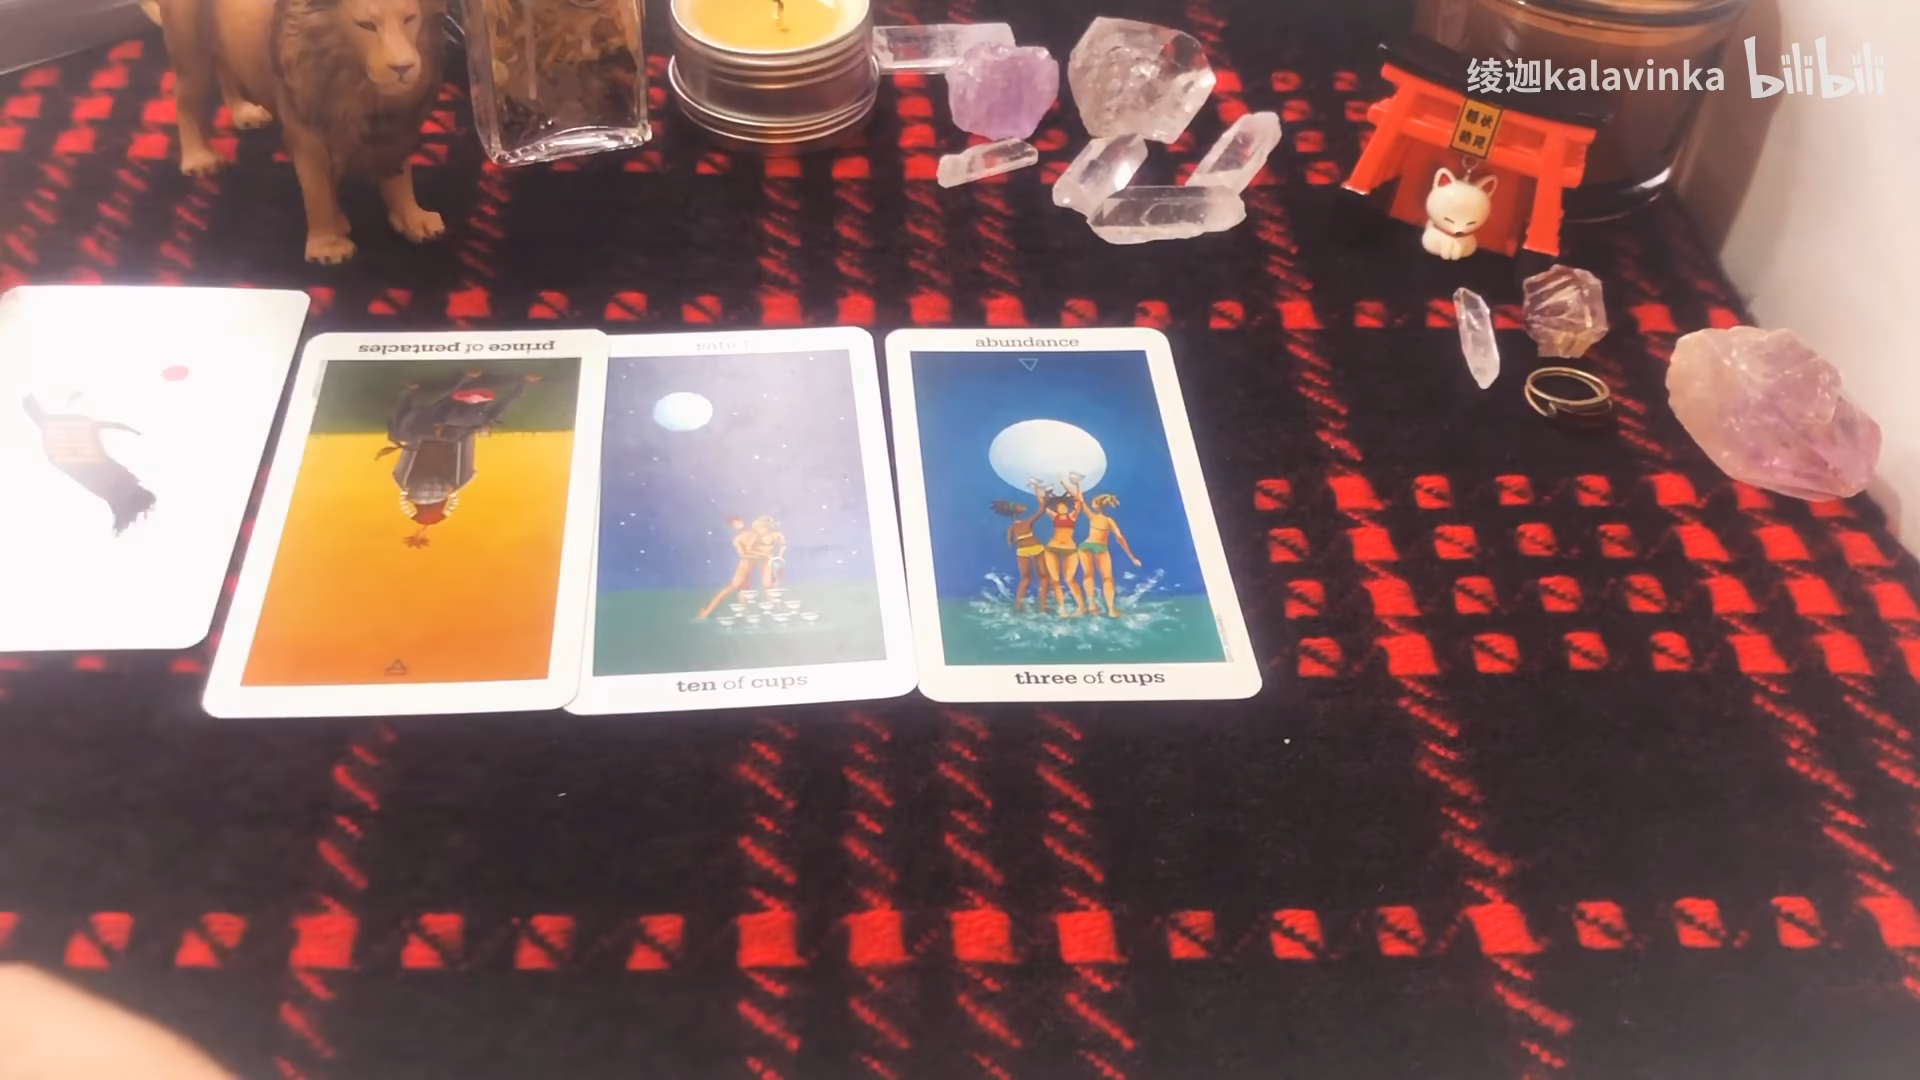 绫迦kalavinka bilibili
prince of pentacles
abundance
ten of cups
three of cups